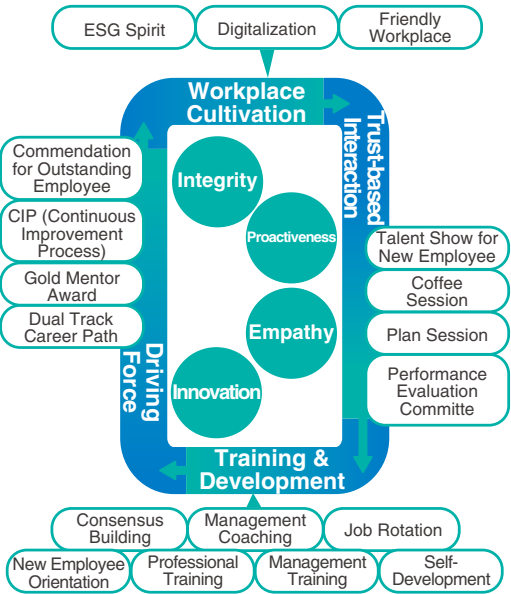 ESG Spirit
Digitalization
Friendly
Workplace
Workplace
Cultivation
Trust-based
Interaction
Commendation
for Outstanding
Employee
CIP (Continuous
Improvement
Process)
Gold Mentor
Award
Dual Track
Career Path
Driving
Force
Integrity
Proactiveness
Empathy
Innovation
Talent Show for
New Employee
Coffee
Session
Plan Session
Performance
Evaluation
Committe
Training &
Development
Consensus
Building
Management
Coaching
Job Rotation
New Employee
Orientation
Professional
Training
Management
Training
Self-
Development